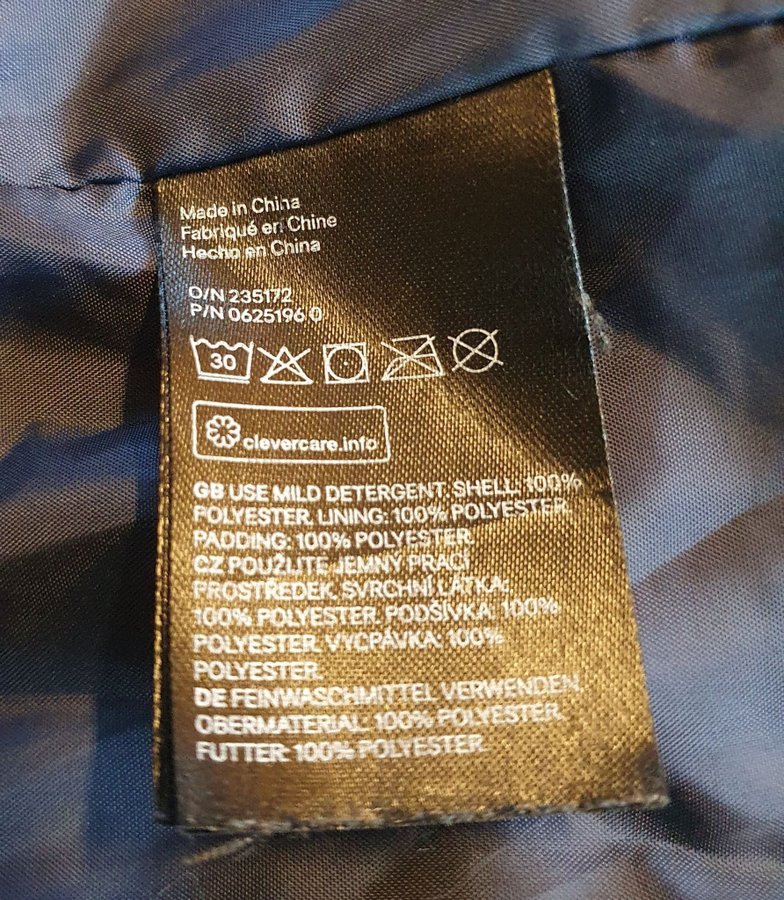 Made in China
Fabriqué en Chine
Hecho en China
O/N 235172
P/N 0625196.0
30
clevercare.info
GB USE MILD DETERGENT. SHELL: 100%
POLYESTER. LINING: 100% POLYESTER.
PADDING: 100% POLYESTER.
CZ POUŽIJTE JEMNÝ PRACÍ
PROSTŘEDEK. SVRCHNÍ LÁTKA:
100% POLYESTER. PODŠÍVKA: 100%
POLYESTER. VYCPÁVKA: 100%
POLYESTER.
DE FEINWASCHMITTEL VERWENDEN.
OBERMATERIAL: 100% POLYESTER.
FUTTER: 100% POLYESTER.